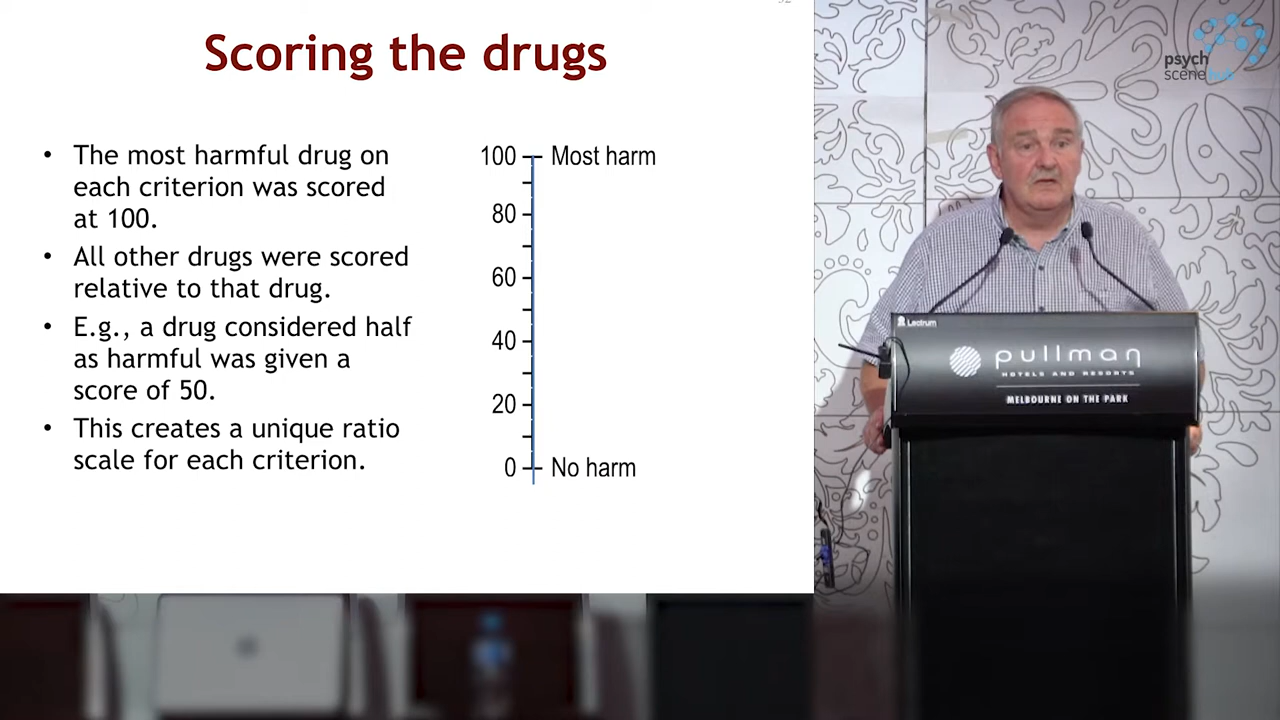 Scoring the drugs
• The most harmful drug on
each criterion was scored
at 100.
• All other drugs were scored
relative to that drug.
• E.g., a drug considered half
as harmful was given a
score of 50.
• This creates a unique ratio
scale for each criterion.
100 Most harm
80
60
40
20
0 No harm
psych
scene hub
Lectrum
pullman
HOTELS AND RESORTS
MELBOURNE ON THE PARK